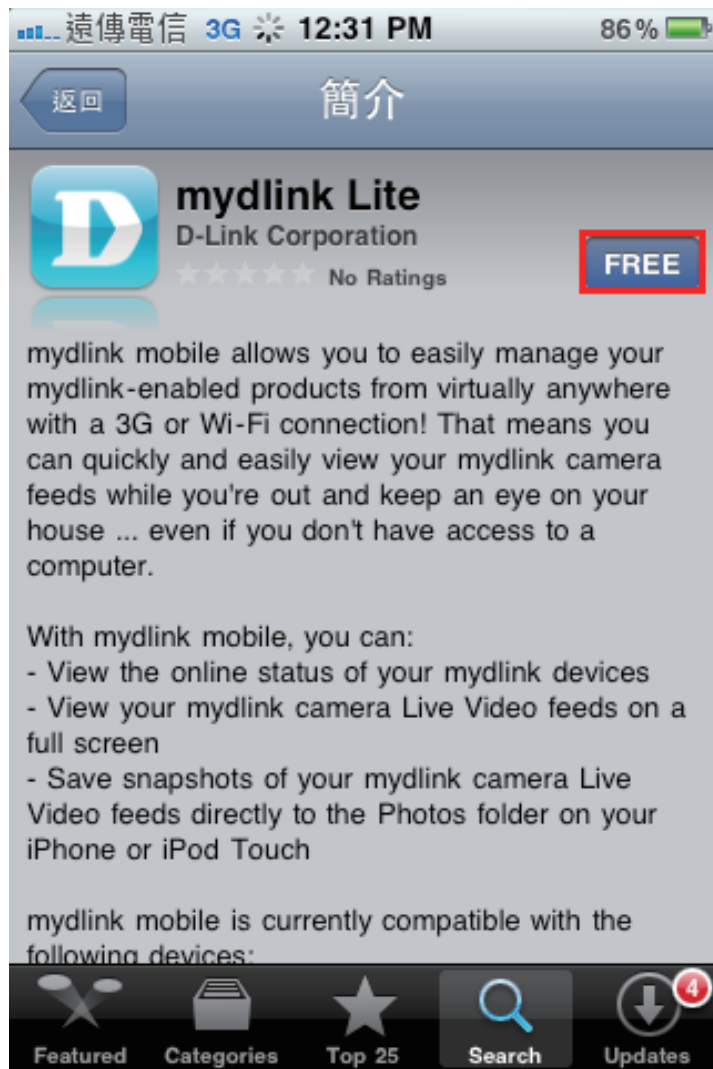 遠傳電信 3G 12:31 PM 86%
返回 簡介
mydlink Lite
D-Link Corporation
No Ratings
FREE
mydlink mobile allows you to easily manage your
mydlink-enabled products from virtually anywhere
with a 3G or Wi-Fi connection! That means you
can quickly and easily view your mydlink camera
feeds while you're out and keep an eye on your
house ... even if you don't have access to a
computer.
With mydlink mobile, you can:
- View the online status of your mydlink devices
- View your mydlink camera Live Video feeds on a
full screen
- Save snapshots of your mydlink camera Live
Video feeds directly to the Photos folder on your
iPhone or iPod Touch
mydlink mobile is currently compatible with the
following devices:
4
Featured Categories Top 25 Search Updates